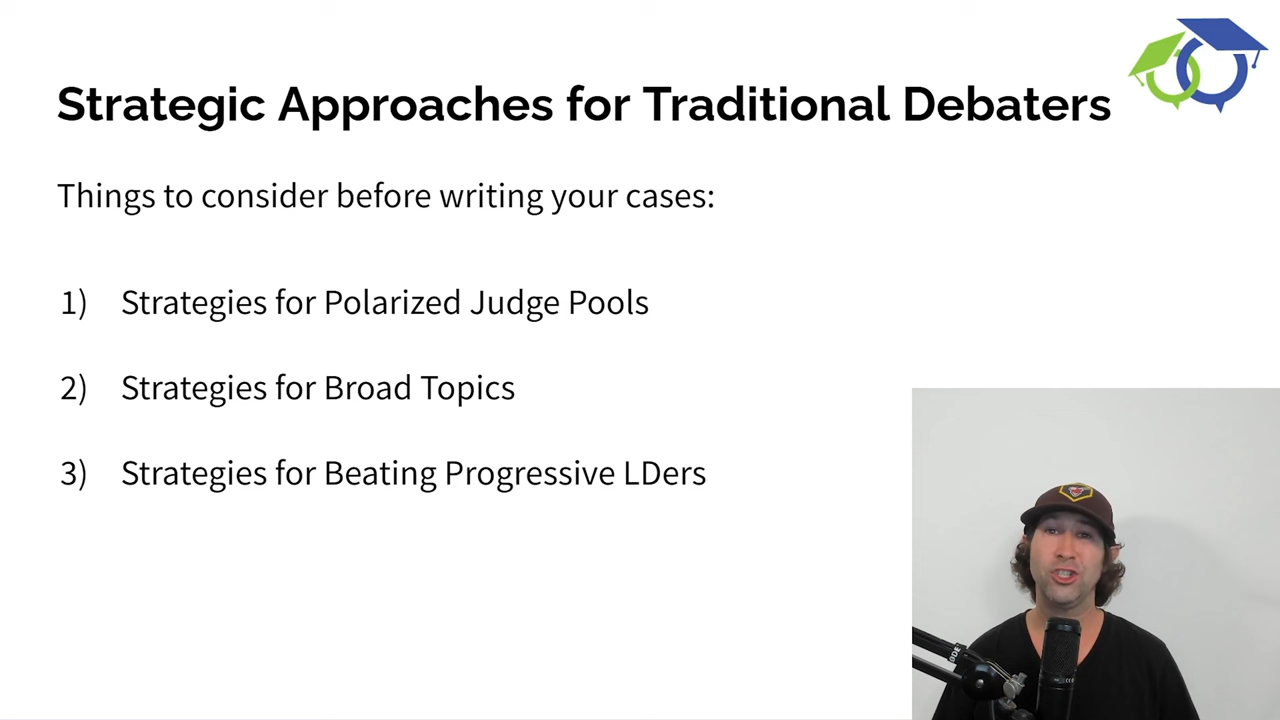 Strategic Approaches for Traditional Debaters
Things to consider before writing your cases:
1) Strategies for Polarized Judge Pools
2) Strategies for Broad Topics
3) Strategies for Beating Progressive LDers